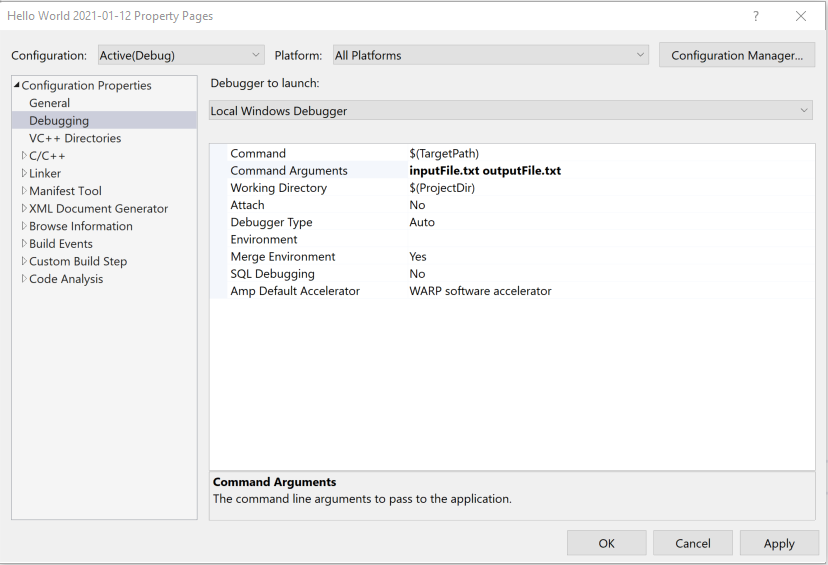 Hello World 2021-01-12 Property Pages
?
Configuration: Active(Debug) Platform: All Platforms Configuration Manager...
Configuration Properties
General
Debugging
VC++ Directories
C/C++
Linker
Manifest Tool
XML Document Generator
Browse Information
Build Events
Custom Build Step
Code Analysis
Debugger to launch:
Local Windows Debugger
Command $(TargetPath)
Command Arguments inputFile.txt outputFile.txt
Working Directory $(ProjectDir)
Attach No
Debugger Type Auto
Environment
Merge Environment Yes
SQL Debugging No
Amp Default Accelerator WARP software accelerator
Command Arguments
The command line arguments to pass to the application.
OK Cancel Apply